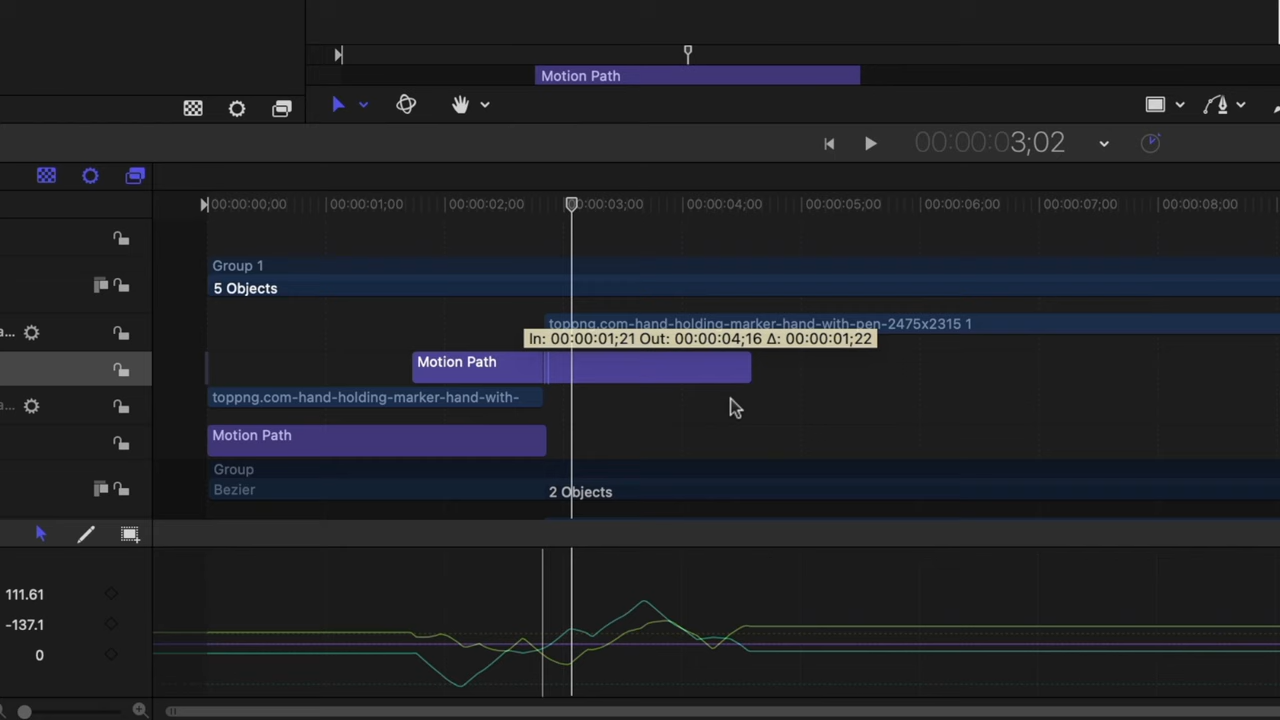 Motion Path
00:00:03;02
00:00:00;00 00:00:01;00 00:00:02;00 00:00:03;00 00:00:04;00 00:00:05;00 00:00:06;00 00:00:07;00 00:00:08;00
Group 1
5 Objects
a... toppng.com-hand-holding-marker-hand-with-pen-2475x2315 1
In: 00:00:01;21 Out: 00:00:04;16 Δ: 00:00:01;22
Motion Path
a... toppng.com-hand-holding-marker-hand-with-
Motion Path
Group
Bezier 2 Objects
111.61
-137.1
0